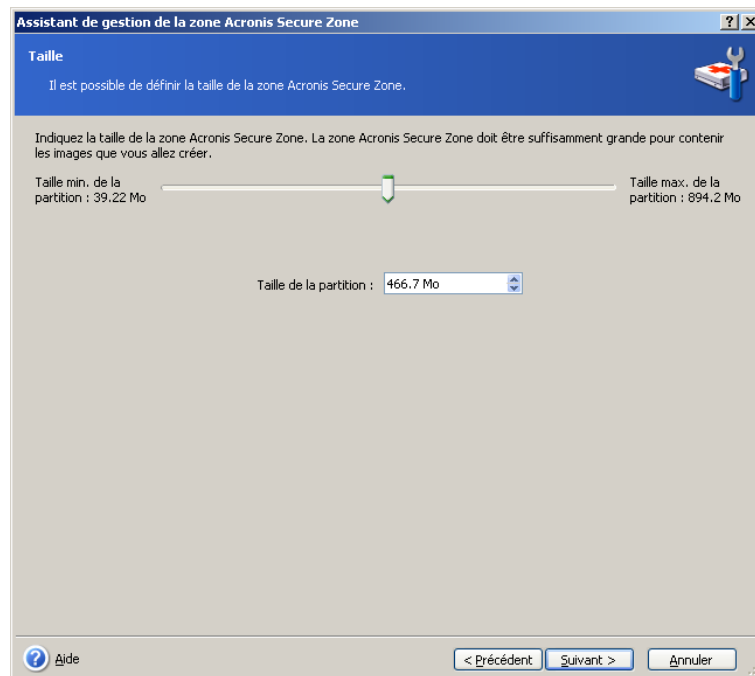 Assistant de gestion de la zone Acronis Secure Zone
Taille
Il est possible de définir la taille de la zone Acronis Secure Zone.
Indiquez la taille de la zone Acronis Secure Zone. La zone Acronis Secure Zone doit être suffisamment grande pour contenir
les images que vous allez créer.
Taille min. de la
partition : 39.22 Mo
Taille max. de la
partition : 894.2 Mo
Taille de la partition :
466.7 Mo
Aide
< Précédent
Suivant >
Annuler